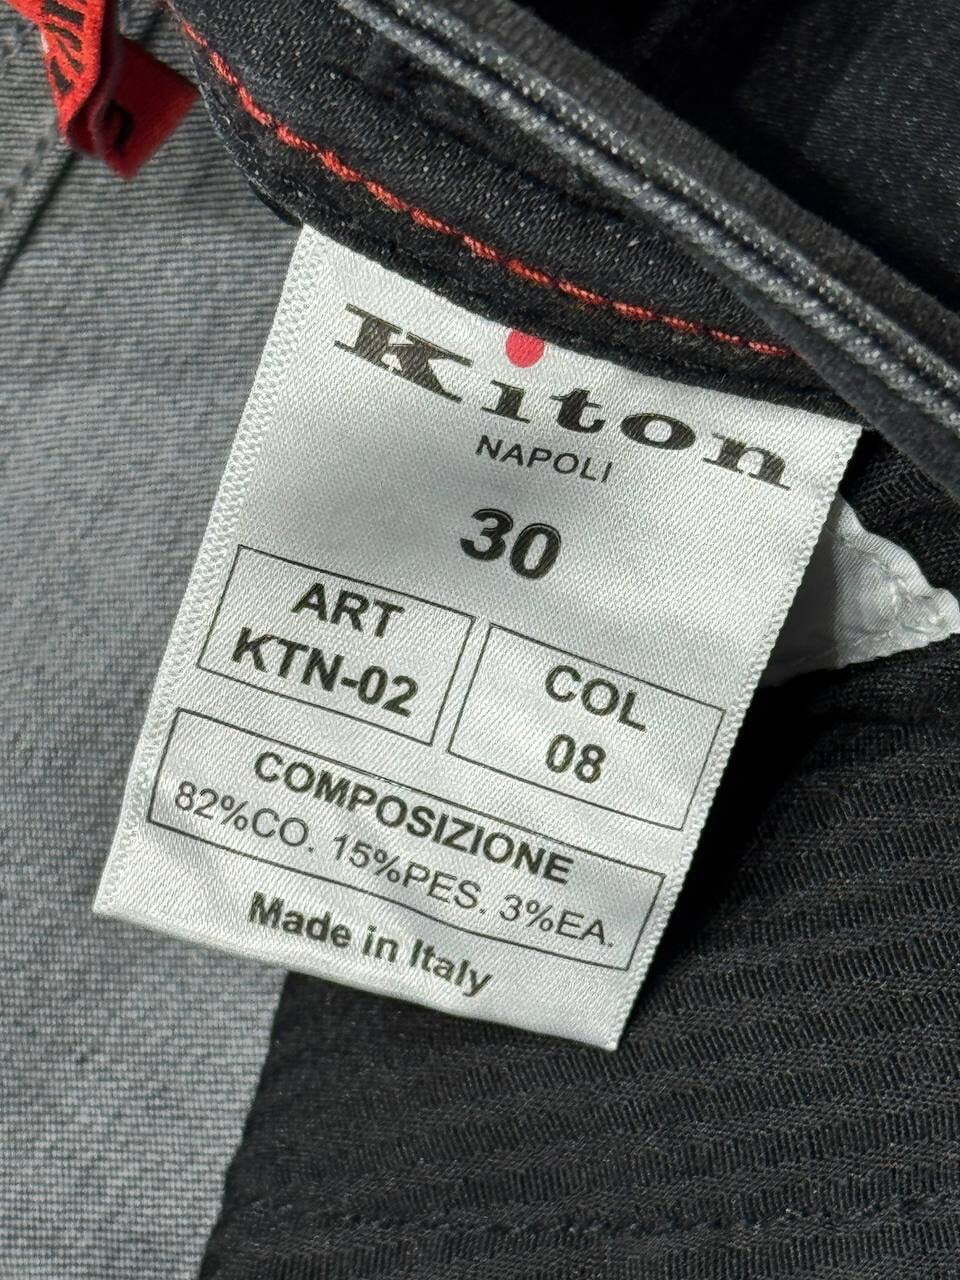 Kiton
NAPOLI
30
ART
KTN-02
COL
08
COMPOSIZIONE
82%CO. 15%PES. 3%EA.
Made in Italy